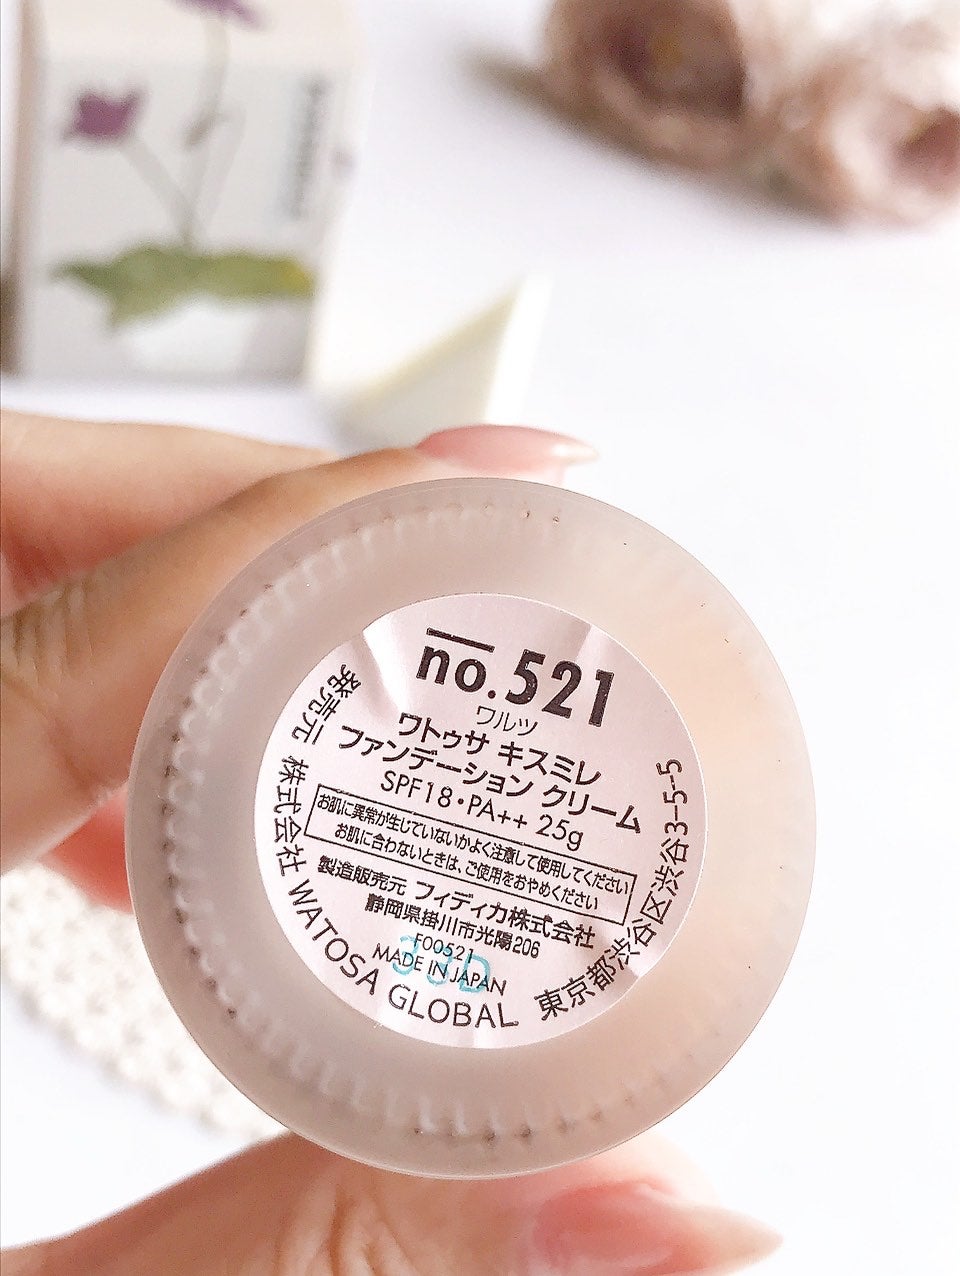 no.521
ワルツ
ワトゥサ キスミレ
ファンデーション クリーム
SPF18・PA++ 25g
お肌に異常が生じていないかよく注意して使用してください
お肌に合わないときは、ご使用をおやめください
製造販売元 フィディカ株式会社
静岡県掛川市光陽206
F00521
33D
MADE IN JAPAN
発売元 株式会社 WATOSA GLOBAL 東京都渋谷区渋谷3-5-5